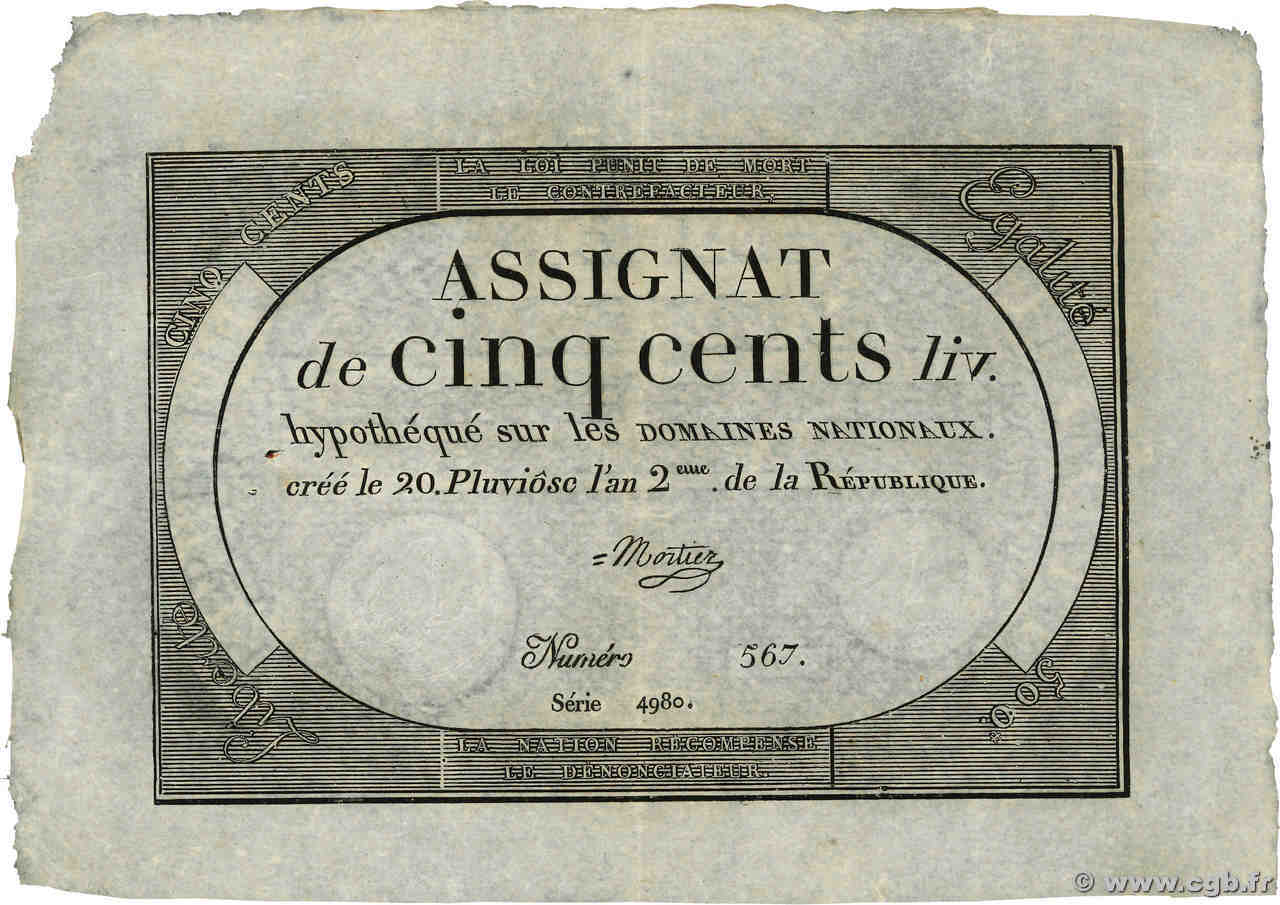 LA LOI PUNIT DE MORT
LE CONTREFACTEUR,
CINQ CENTS
Egalité
ASSIGNAT
de cinq cents liv.
hypothéqué sur les DOMAINES NATIONAUX.
créé le 20. Pluviôse l'an 2eme. de la RÉPUBLIQUE.
=Mortier
Numéro 567.
Série 4980.
Liberté
500#
LA NATION RECOMPENSE
LE DÉNONCIATEUR.
© www.cgb.fr